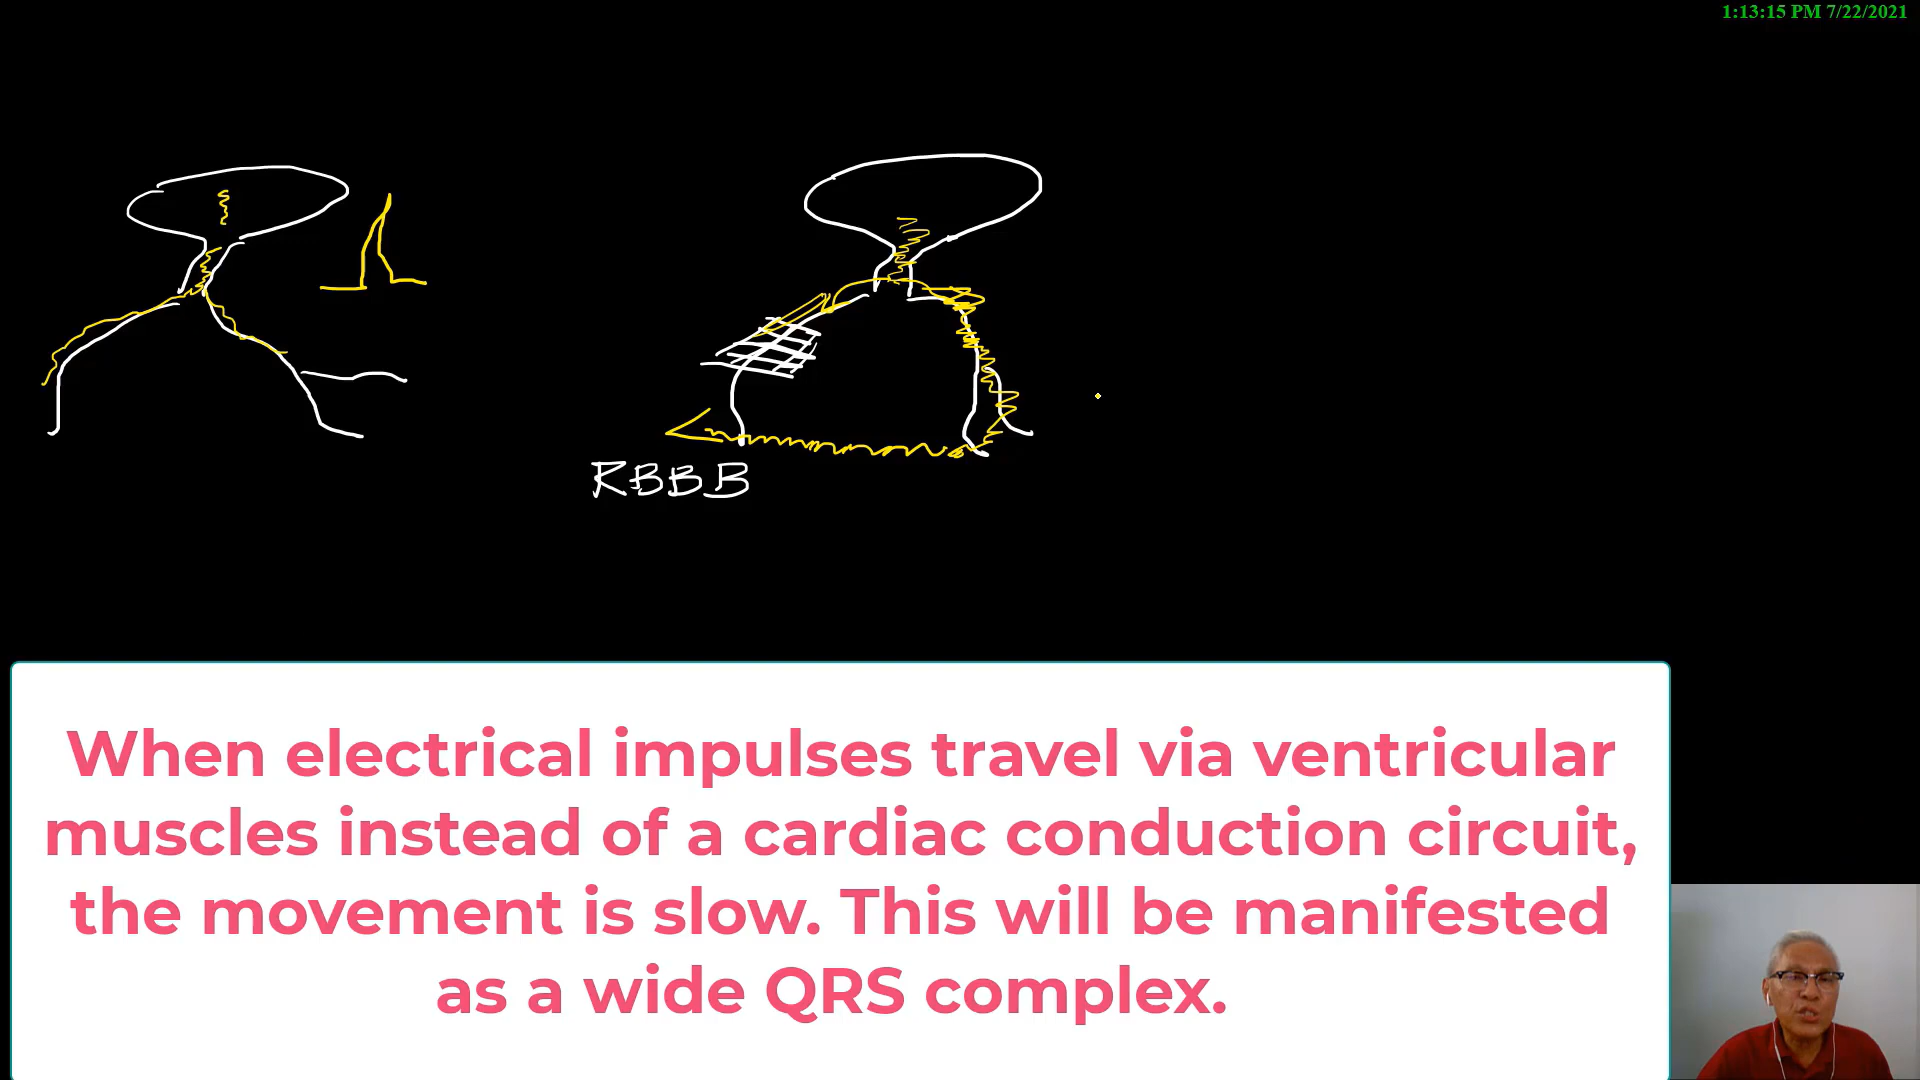 1:13:15 PM 7/22/2021
RBBB
When electrical impulses travel via ventricular
muscles instead of a cardiac conduction circuit,
the movement is slow. This will be manifested
as a wide QRS complex.